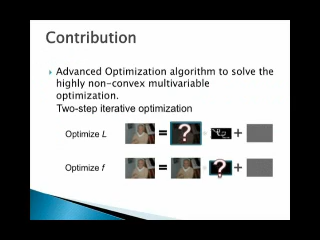 Contribution
Advanced Optimization algorithm to solve the
highly non-convex multivariable
optimization.
Two-step iterative optimization
Optimize L
= ? +
Optimize f
= ? +